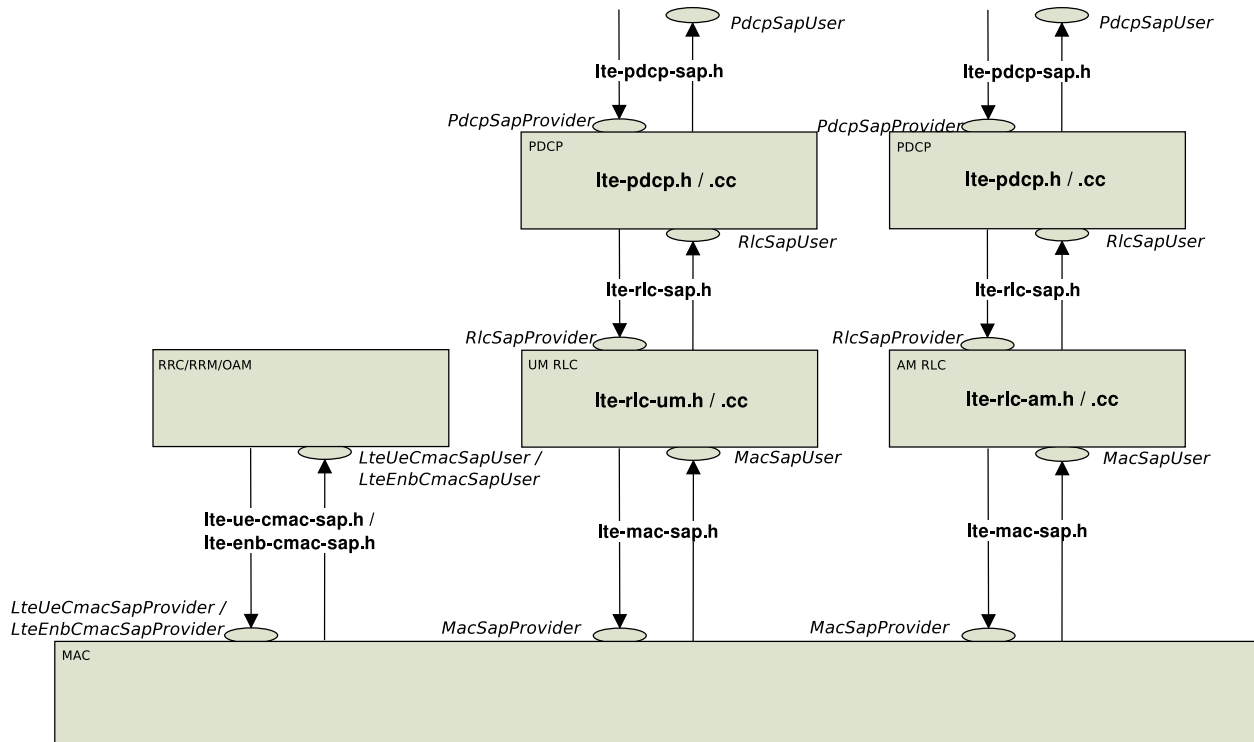 PdcpSapUser
PdcpSapUser
lte-pdcp-sap.h
lte-pdcp-sap.h
PdcpSapProvider
PdcpSapProvider
PDCP
PDCP
lte-pdcp.h / .cc
lte-pdcp.h / .cc
RlcSapUser
RlcSapUser
lte-rlc-sap.h
lte-rlc-sap.h
RlcSapProvider
RlcSapProvider
RRC/RRM/OAM
UM RLC
AM RLC
lte-rlc-um.h / .cc
lte-rlc-am.h / .cc
LteUeCmacSapUser /
LteEnbCmacSapUser
MacSapUser
MacSapUser
lte-ue-cmac-sap.h /
lte-enb-cmac-sap.h
lte-mac-sap.h
lte-mac-sap.h
LteUeCmacSapProvider /
LteEnbCmacSapProvider
MacSapProvider
MacSapProvider
MAC